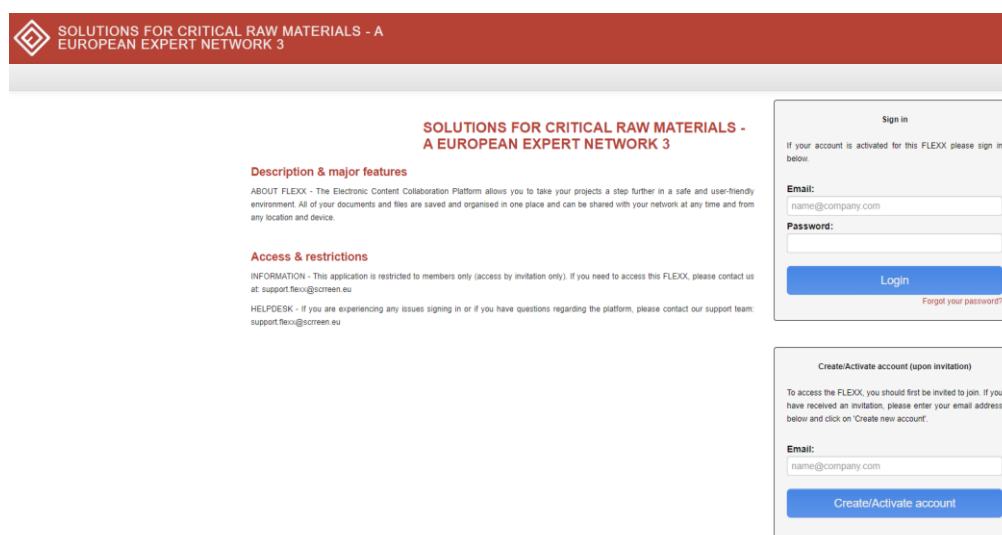 SOLUTIONS FOR CRITICAL RAW MATERIALS - A
EUROPEAN EXPERT NETWORK 3
SOLUTIONS FOR CRITICAL RAW MATERIALS -
A EUROPEAN EXPERT NETWORK 3
Description & major features
ABOUT FLEXX - The Electronic Content Collaboration Platform allows you to take your projects a step further in a safe and user-friendly
environment. All of your documents and files are saved and organised in one place and can be shared with your network at any time and from
any location and device.
Access & restrictions
INFORMATION - This application is restricted to members only (access by invitation only). If you need to access this FLEXX, please contact us
at: support.flexx@scrreen.eu
HELPDESK - If you are experiencing any issues signing in or if you have questions regarding the platform, please contact our support team:
support.flexx@scrreen.eu
Sign in
If your account is activated for this FLEXX please sign in
below.
Email:
name@company.com
Password:
Login
Forgot your password?
Create/Activate account (upon invitation)
To access the FLEXX, you should first be invited to join. If you
have received an invitation, please enter your email address
below and click on 'Create new account'.
Email:
name@company.com
Create/Activate account